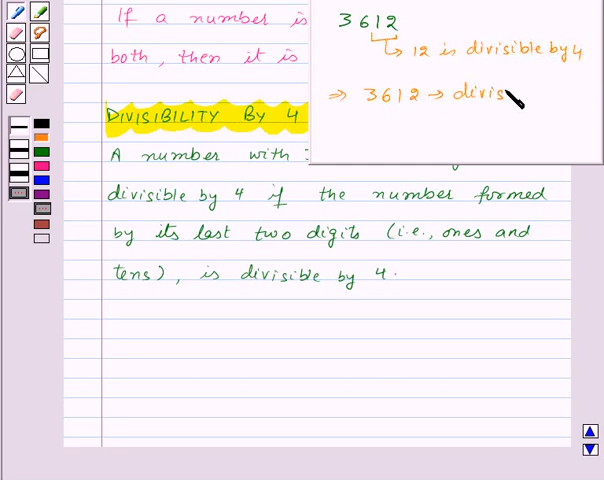 If a number is
both, then it is
DIVISIBILITY BY 4
A number with
divisible by 4 if the number formed
by its last two digits (i.e., ones and
tens), is divisible by 4.
3612
↳ 12 is divisible by 4
⇒ 3612 → divis